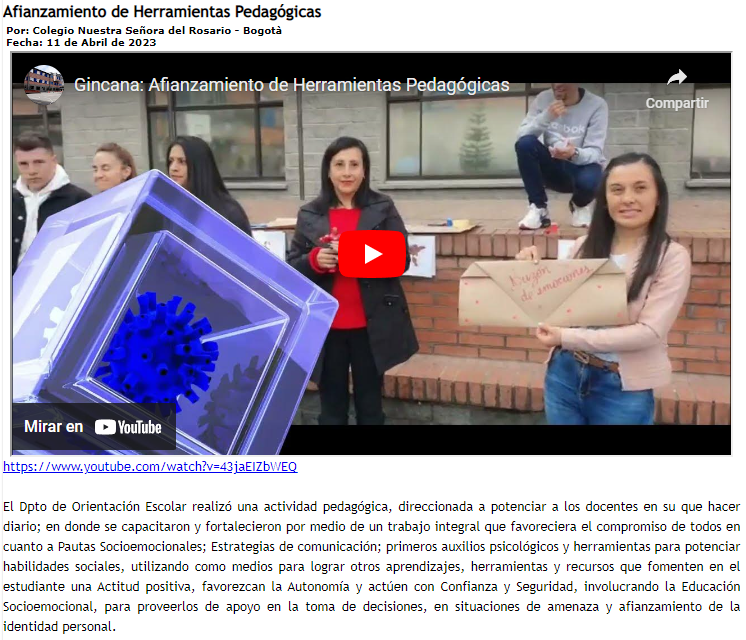 Afianzamiento de Herramientas Pedagógicas
Por: Colegio Nuestra Señora del Rosario - Bogotà
Fecha: 11 de Abril de 2023
Gincana: Afianzamiento de Herramientas Pedagógicas
Compartir
Reebok
Buzón
de emociones
Mirar en YouTube
https://www.youtube.com/watch?v=43jaEIZbWEQ
El Dpto de Orientación Escolar realizó una actividad pedagógica, direccionada a potenciar a los docentes en su que hacer
diario; en donde se capacitaron y fortalecieron por medio de un trabajo integral que favoreciera el compromiso de todos en
cuanto a Pautas Socioemocionales; Estrategias de comunicación; primeros auxilios psicológicos y herramientas para potenciar
habilidades sociales, utilizando como medios para lograr otros aprendizajes, herramientas y recursos que fomenten en el
estudiante una Actitud positiva, favorezcan la Autonomía y actúen con Confianza y Seguridad, involucrando la Educación
Socioemocional, para proveerlos de apoyo en la toma de decisiones, en situaciones de amenaza y afianzamiento de la
identidad personal.